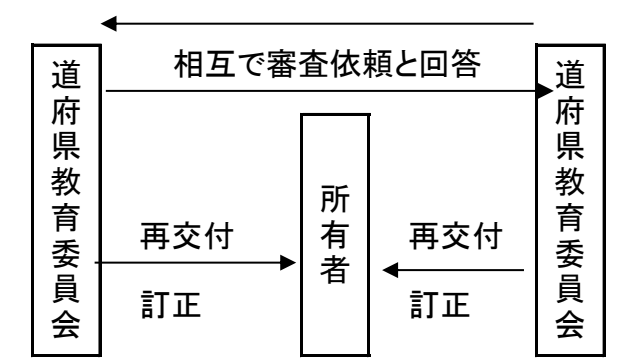 相互で審査依頼と回答
道府県教育委員会
再交付
訂正
所有者
再交付
訂正
道府県教育委員会